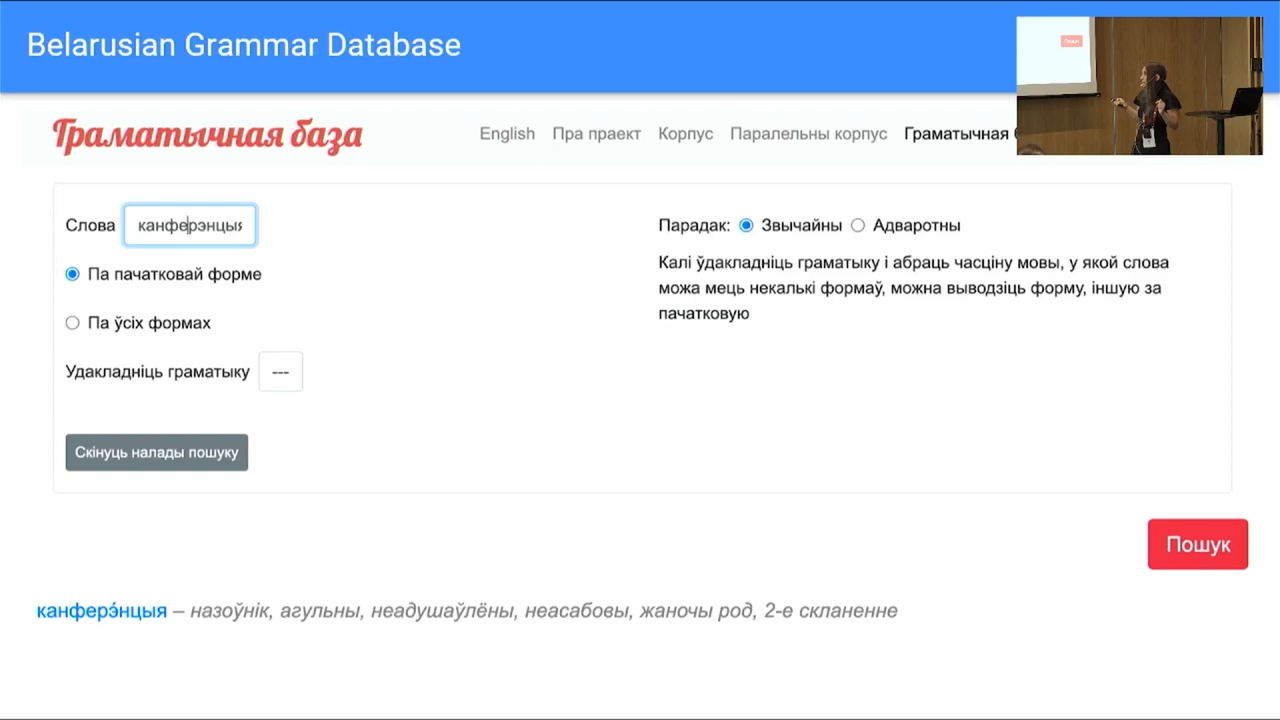 Belarusian Grammar Database
Граматычная база
English Пра праект Корпус Паралельны корпус Граматычная
Слова канферэнцыя
Парадак: Звычайны Адваротны
Па пачатковай форме
Калі ўдакладніць граматыку і абраць часціну мовы, у якой слова
можа мець некалькі формаў, можна выводзіць форму, іншую за
пачатковую
Па ўсіх формах
Удакладніць граматыку ---
Скінуць налады пошуку
Пошук
канферэ́нцыя – назоўнік, агульны, неадушаўлёны, неасабовы, жаночы род, 2-е скланенне